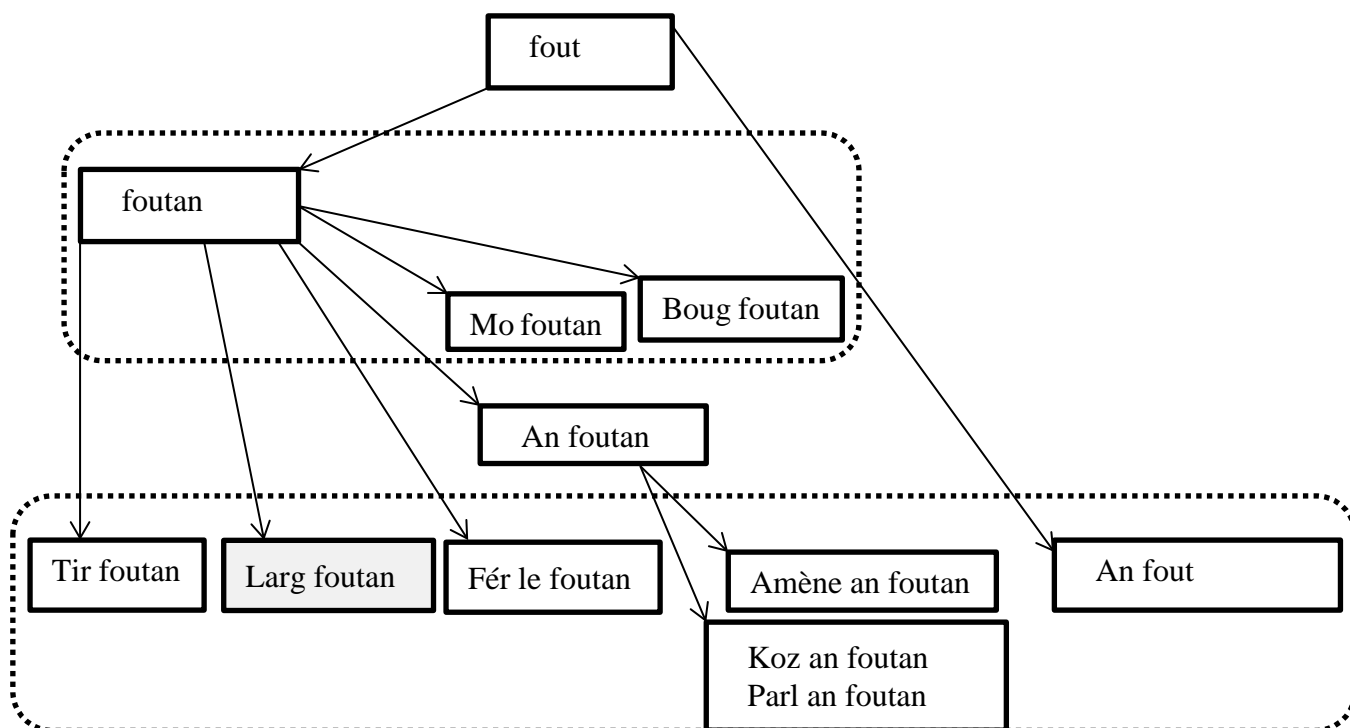 fout
foutan
Mo foutan
Boug foutan
An foutan
Tir foutan
Larg foutan
Fér le foutan
Amène an foutan
An fout
Koz an foutan
Parl an foutan